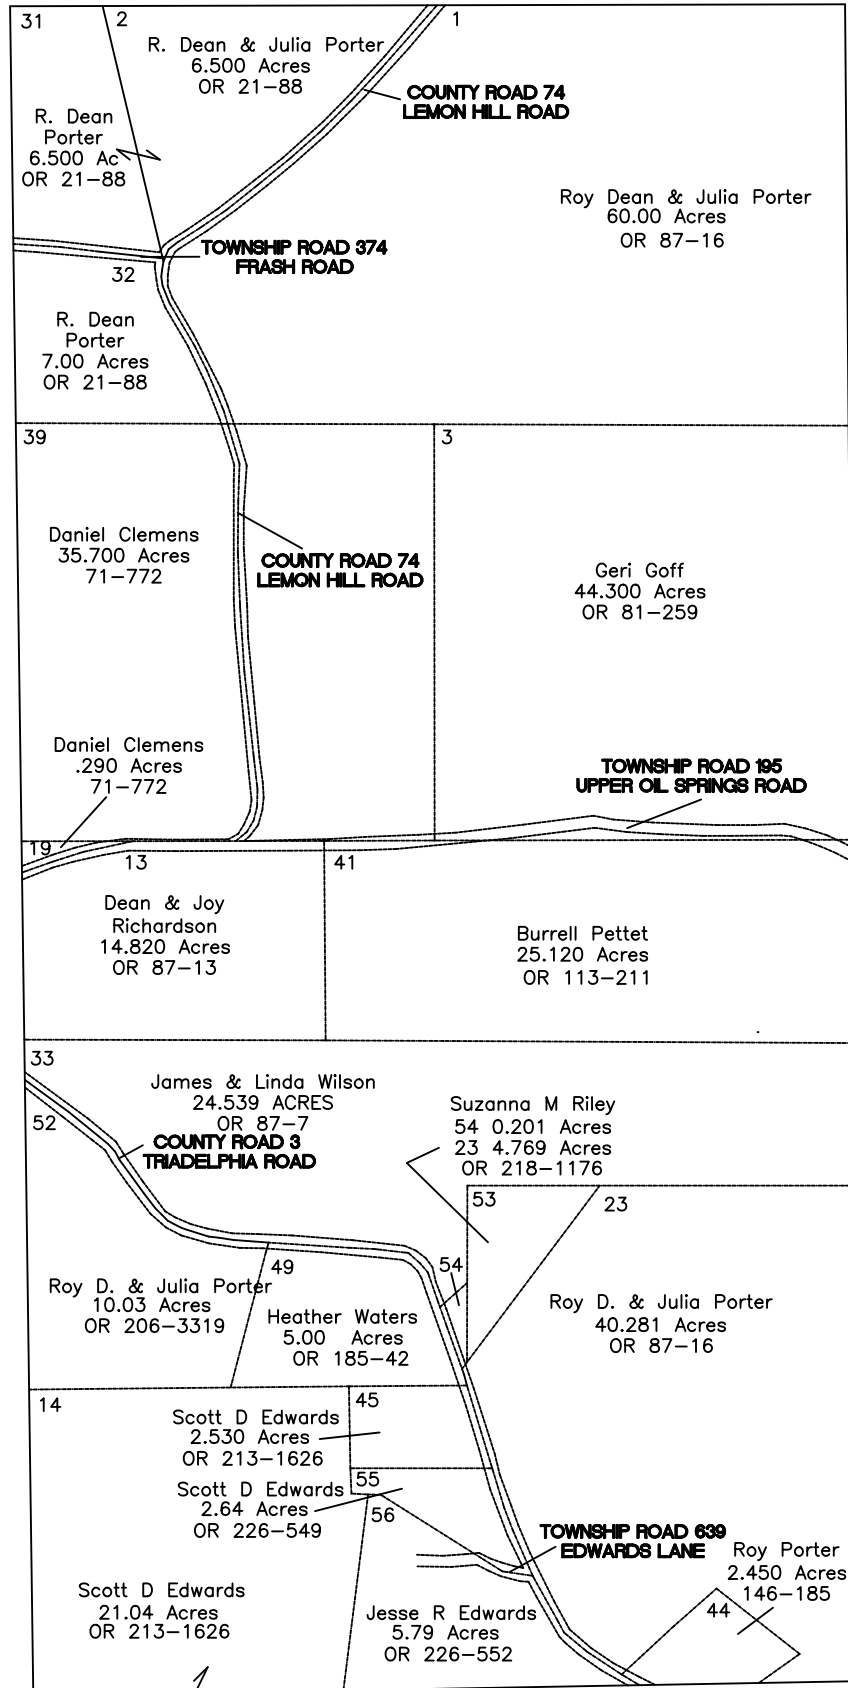 31
2
1
R. Dean & Julia Porter
6.500 Acres
OR 21-88
COUNTY ROAD 74
LEMON HILL ROAD
R. Dean
Porter
6.500 Ac
OR 21-88
Roy Dean & Julia Porter
60.00 Acres
OR 87-16
TOWNSHIP ROAD 374
FRASH ROAD
32
R. Dean
Porter
7.00 Acres
OR 21-88
39
3
Daniel Clemens
35.700 Acres
71-772
COUNTY ROAD 74
LEMON HILL ROAD
Geri Goff
44.300 Acres
OR 81-259
Daniel Clemens
.290 Acres
71-772
TOWNSHIP ROAD 195
UPPER OIL SPRINGS ROAD
19
13
41
Dean & Joy
Richardson
14.820 Acres
OR 87-13
Burrell Pettet
25.120 Acres
OR 113-211
33
James & Linda Wilson
24.539 ACRES
OR 87-7
52
COUNTY ROAD 3
TRIADELPHIA ROAD
Suzanna M Riley
54 0.201 Acres
23 4.769 Acres
OR 218-1176
53
23
49
54
Roy D. & Julia Porter
10.03 Acres
OR 206-3319
Heather Waters
5.00 Acres
OR 185-42
Roy D. & Julia Porter
40.281 Acres
OR 87-16
14
45
Scott D Edwards
2.530 Acres
OR 213-1626
55
Scott D Edwards
2.64 Acres
OR 226-549
56
TOWNSHIP ROAD 639
EDWARDS LANE
Roy Porter
2.450 Acres
146-185
44
Scott D Edwards
21.04 Acres
OR 213-1626
Jesse R Edwards
5.79 Acres
OR 226-552